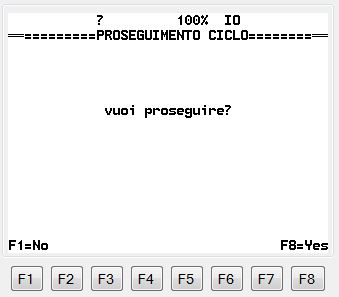 ? 100% IO
==========PROSEGUIMENTO CICLO==========
vuoi proseguire?
F1=No F8=Yes
F1 F2 F3 F4 F5 F6 F7 F8